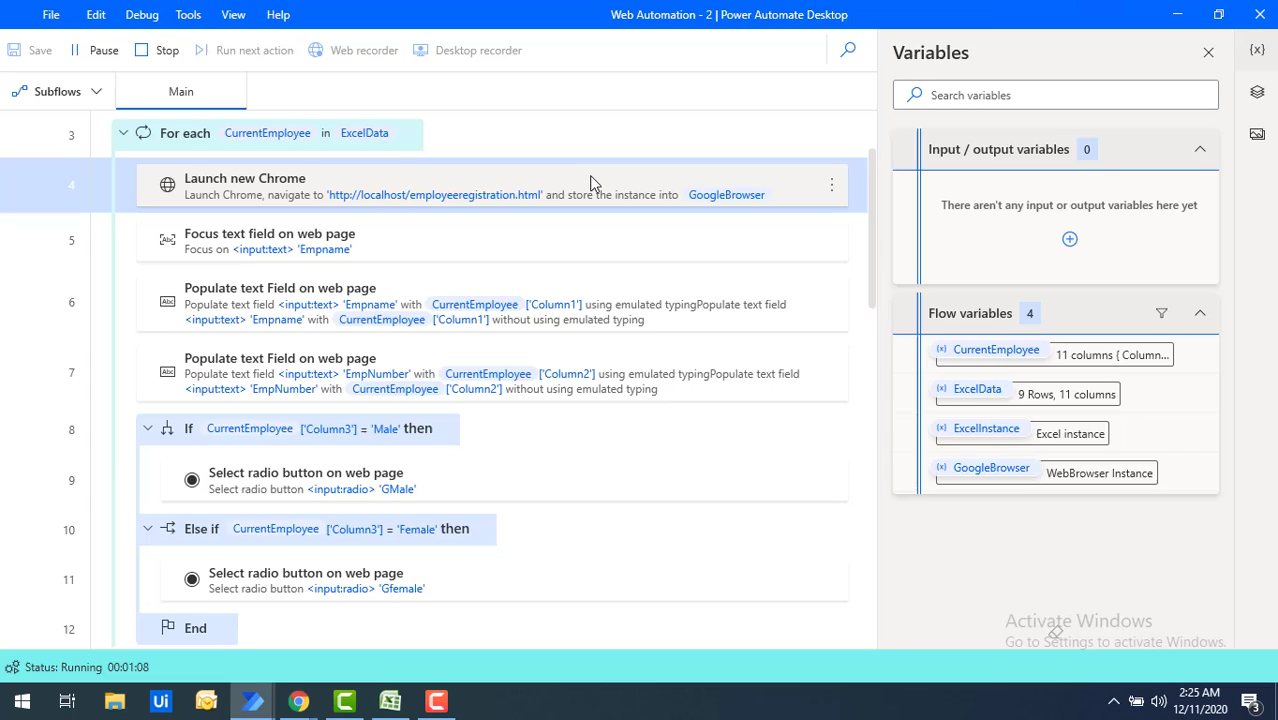 File Edit Debug Tools View Help Web Automation - 2 | Power Automate Desktop
Save Pause Stop Run next action Web recorder Desktop recorder
Subflows Main
3 For each CurrentEmployee in ExcelData
4 Launch new Chrome
Launch Chrome, navigate to 'http://localhost/employeeregistration.html' and store the instance into GoogleBrowser
5 Focus text field on web page
Focus on <input:text> 'Empname'
6 Populate text Field on web page
Populate text field <input:text> 'Empname' with CurrentEmployee ['Column1'] using emulated typingPopulate text field
<input:text> 'Empname' with CurrentEmployee ['Column1'] without using emulated typing
7 Populate text Field on web page
Populate text field <input:text> 'EmpNumber' with CurrentEmployee ['Column2'] using emulated typingPopulate text field
<input:text> 'EmpNumber' with CurrentEmployee ['Column2'] without using emulated typing
8 If CurrentEmployee ['Column3'] = 'Male' then
9 Select radio button on web page
Select radio button <input:radio> 'GMale'
10 Else if CurrentEmployee ['Column3'] = 'Female' then
11 Select radio button on web page
Select radio button <input:radio> 'Gfemale'
12 End
Variables {x}
Search variables
Input / output variables 0
There aren't any input or output variables here yet
Flow variables 4
(x) CurrentEmployee 11 columns { Column...
(x) ExcelData 9 Rows, 11 columns
(x) ExcelInstance Excel instance
(x) GoogleBrowser WebBrowser Instance
Activate Windows
Go to Settings to activate Windows.
Status: Running 00:01:08
Ui C C 2:25 AM
12/11/2020 3